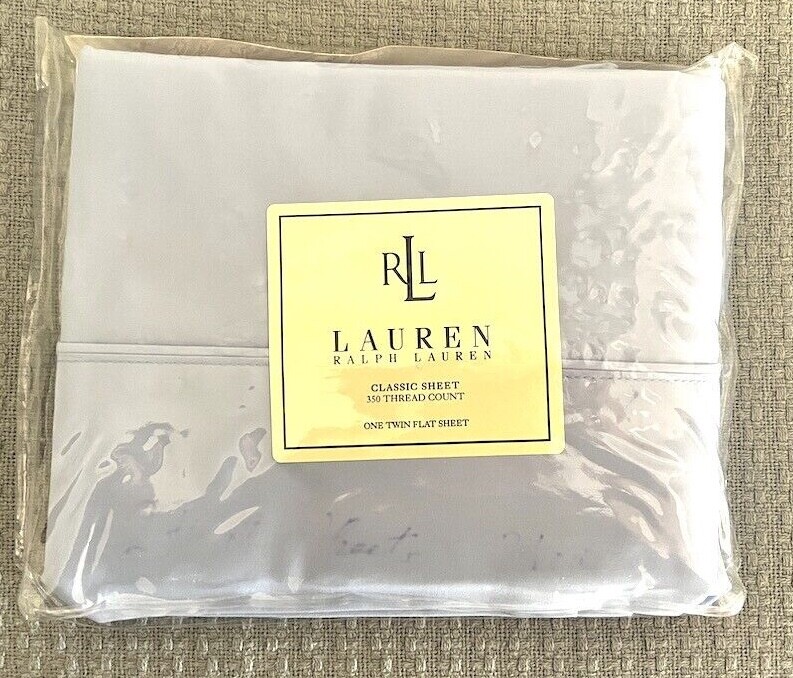 RLL
LAUREN
RALPH LAUREN
CLASSIC SHEET
350 THREAD COUNT
ONE TWIN FLAT SHEET